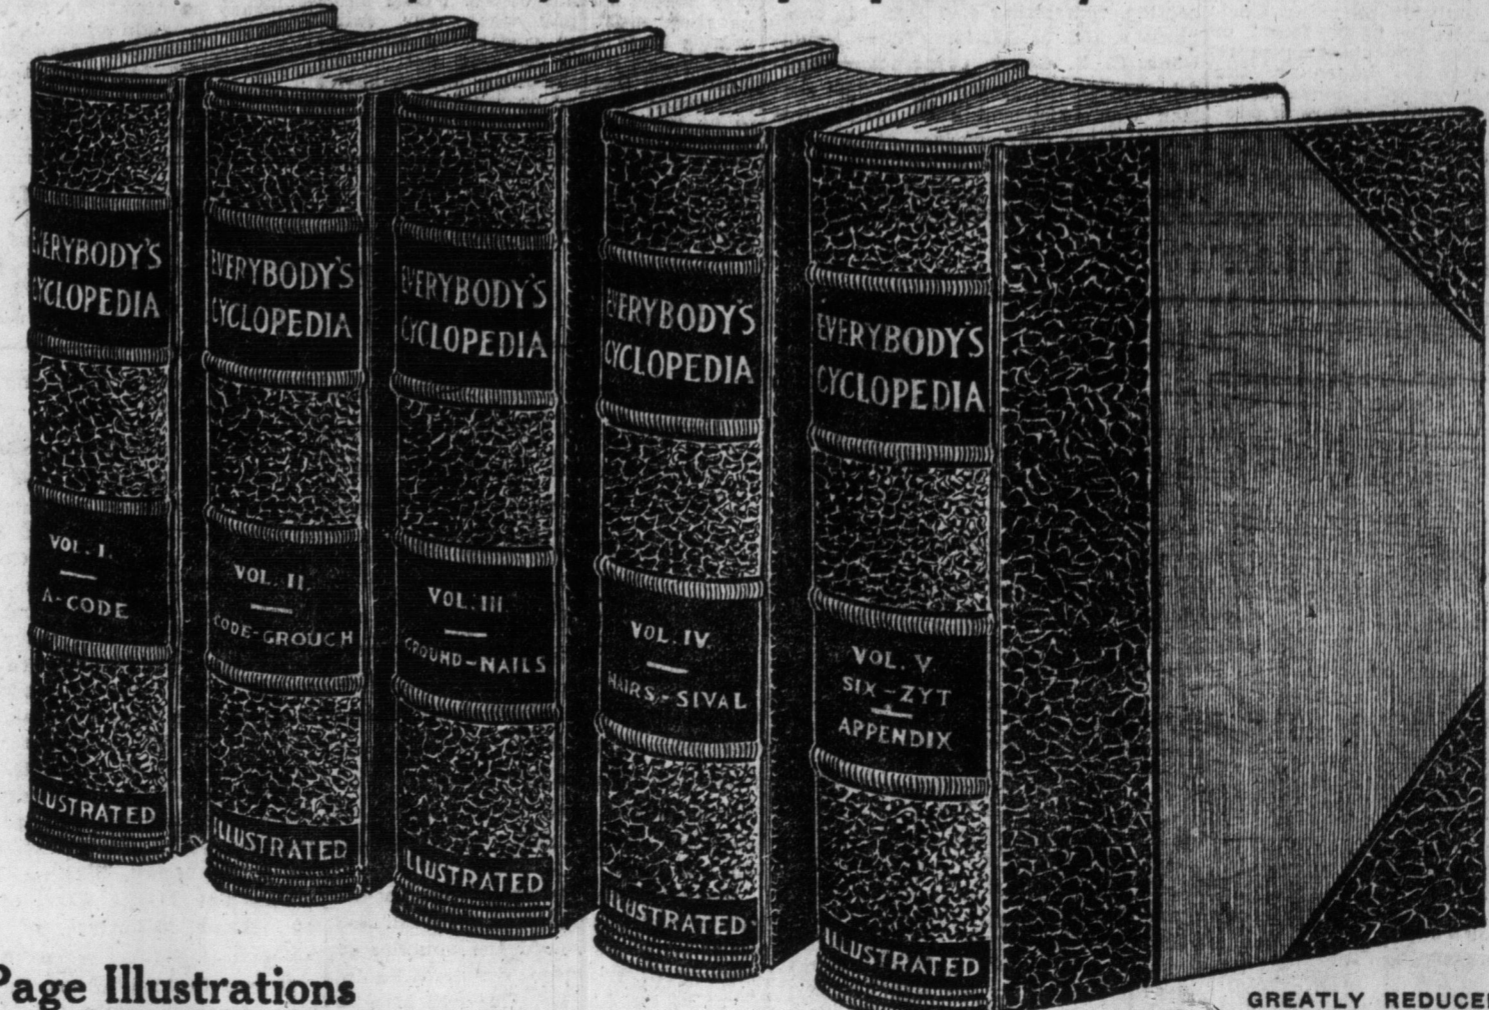 EVERYBODY'S
CYCLOPEDIA
VOL. I.
A-CODE
ILLUSTRATED
EVERYBODY'S
CYCLOPEDIA
VOL. II.
CODE-GROUCH
ILLUSTRATED
EVERYBODY'S
CYCLOPEDIA
VOL. III.
GROUND-NAILS
ILLUSTRATED
EVERYBODY'S
CYCLOPEDIA
VOL. IV.
NAIRS-SIVAL
ILLUSTRATED
EVERYBODY'S
CYCLOPEDIA
VOL. V
SIX-ZYT
APPENDIX
ILLUSTRATED
Page Illustrations
GREATLY REDUCED